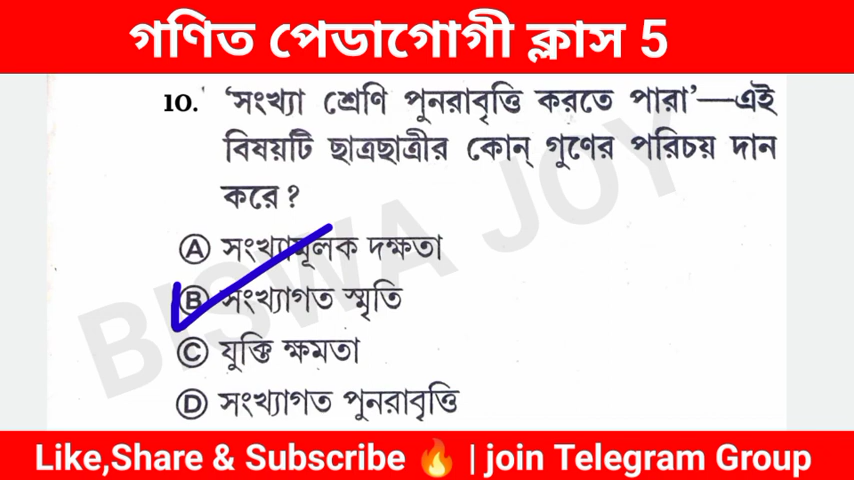 গণিত পেডাগোগী ক্লাস 5
10. ‘সংখ্যা শ্রেণি পুনরাবৃত্তি করতে পারা’—এই
বিষয়টি ছাত্রছাত্রীর কোন্ গুণের পরিচয় দান
করে?
Ⓐ সংখ্যামূলক দক্ষতা
Ⓑ সংখ্যাগত স্মৃতি
Ⓒ যুক্তি ক্ষমতা
Ⓓ সংখ্যাগত পুনরাবৃত্তি
BISWA JOY
Like,Share & Subscribe 🔥 | join Telegram Group